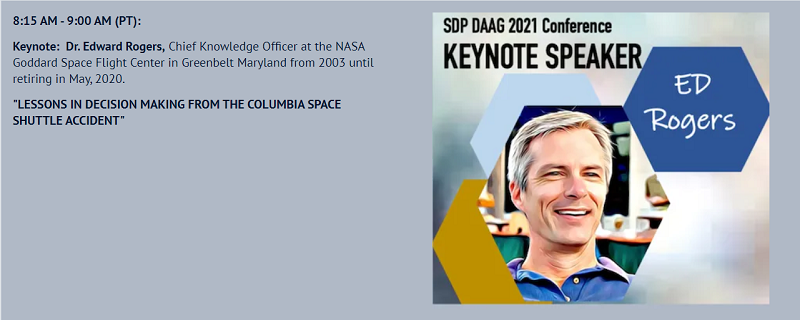 8:15 AM - 9:00 AM (PT):
Keynote:  Dr. Edward Rogers, Chief Knowledge Officer at the NASA
Goddard Space Flight Center in Greenbelt Maryland from 2003 until
retiring in May, 2020.
"LESSONS IN DECISION MAKING FROM THE COLUMBIA SPACE
SHUTTLE ACCIDENT"
SDP DAAG 2021 Conference
KEYNOTE SPEAKER
ED
Rogers